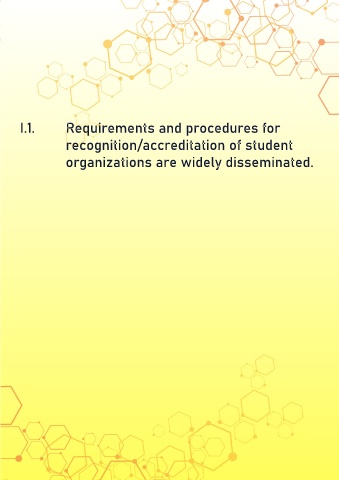 I.1. Requirements and procedures for
recognition/accreditation of student
organizations are widely disseminated.